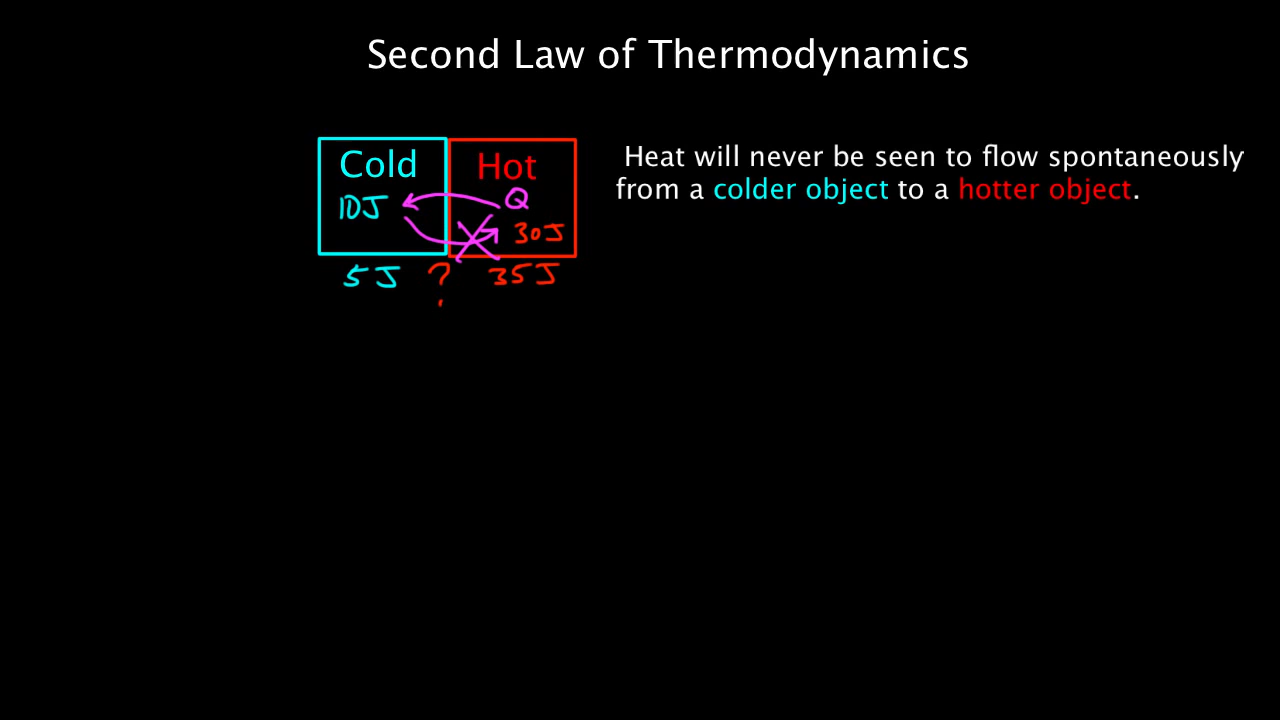 Second Law of Thermodynamics
Cold Hot
10J Q
30J
5J ? 35J
Heat will never be seen to flow spontaneously
from a colder object to a hotter object.